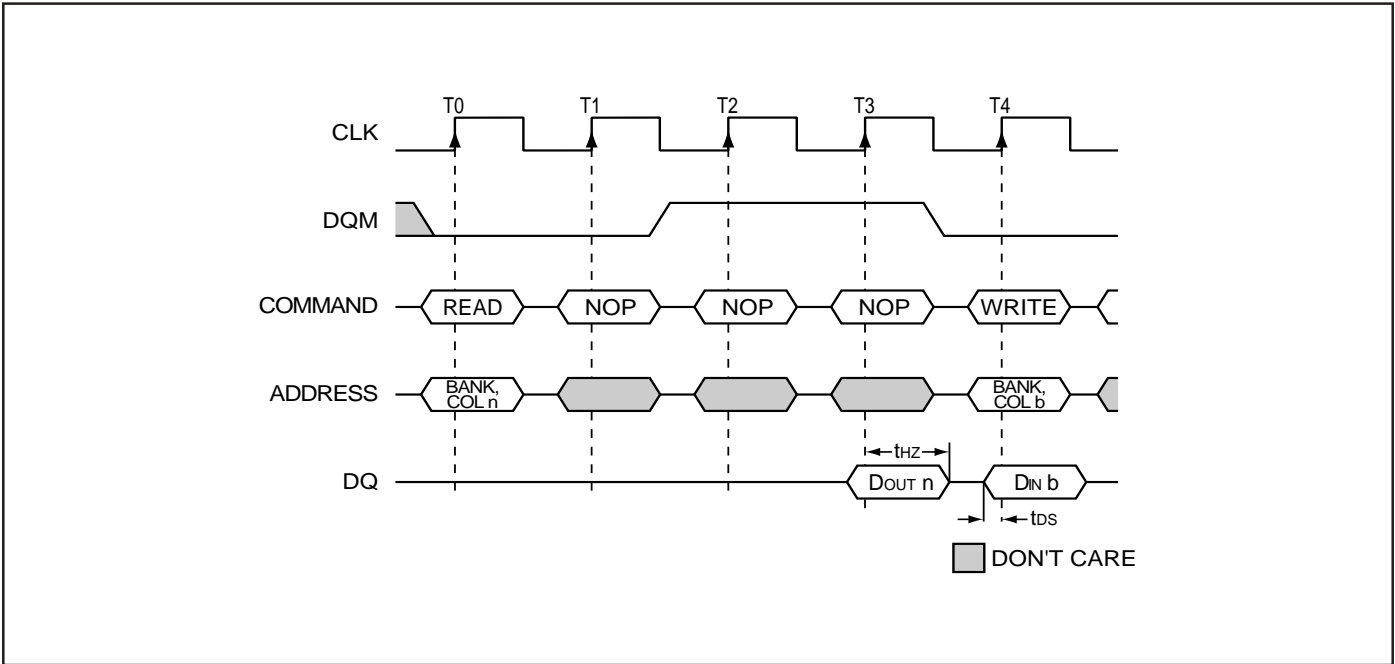 T0 T1 T2 T3 T4
CLK
DQM
COMMAND READ NOP NOP NOP WRITE
ADDRESS BANK, COL n BANK, COL b
tHZ
DQ DOUT n DIN b
tDS
DON'T CARE